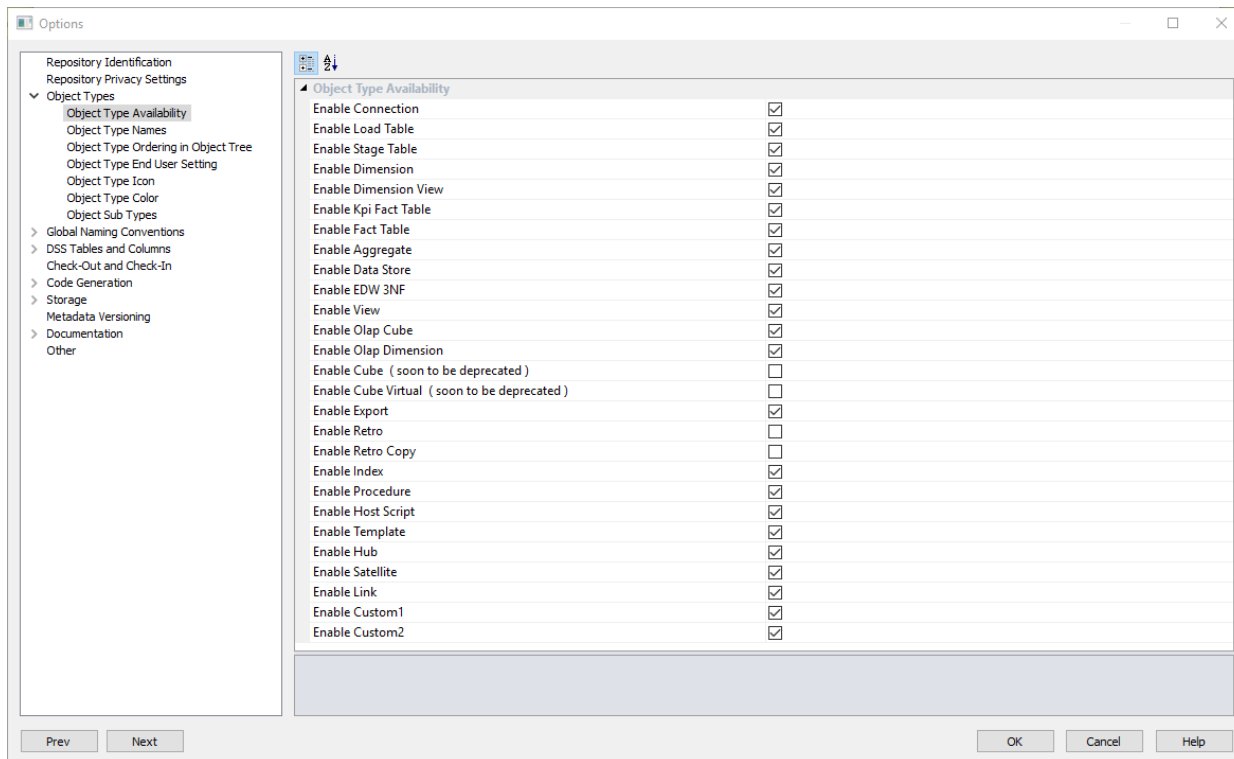 Options
Repository Identification
Repository Privacy Settings
Object Types
Object Type Availability
Object Type Names
Object Type Ordering in Object Tree
Object Type End User Setting
Object Type Icon
Object Type Color
Object Sub Types
Global Naming Conventions
DSS Tables and Columns
Check-Out and Check-In
Code Generation
Storage
Metadata Versioning
Documentation
Other
Object Type Availability
Enable Connection
Enable Load Table
Enable Stage Table
Enable Dimension
Enable Dimension View
Enable Kpi Fact Table
Enable Fact Table
Enable Aggregate
Enable Data Store
Enable EDW 3NF
Enable View
Enable Olap Cube
Enable Olap Dimension
Enable Cube ( soon to be deprecated )
Enable Cube Virtual ( soon to be deprecated )
Enable Export
Enable Retro
Enable Retro Copy
Enable Index
Enable Procedure
Enable Host Script
Enable Template
Enable Hub
Enable Satellite
Enable Link
Enable Custom1
Enable Custom2
Prev Next OK Cancel Help